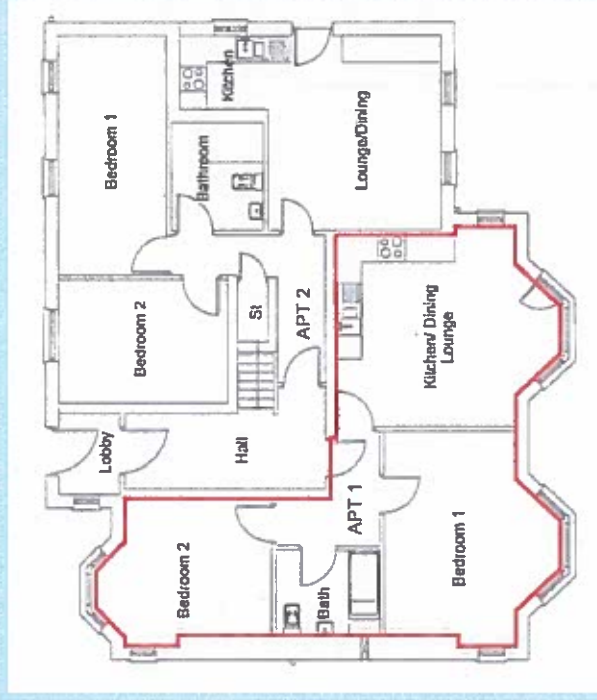 Bedroom 1
Kitchen
Bathroom
Lounge/Dining
Bedroom 2
St
APT 2
Kitchen/ Dining
Lounge
Lobby
Hall
APT 1
Bedroom 2
Bath
Bedroom 1